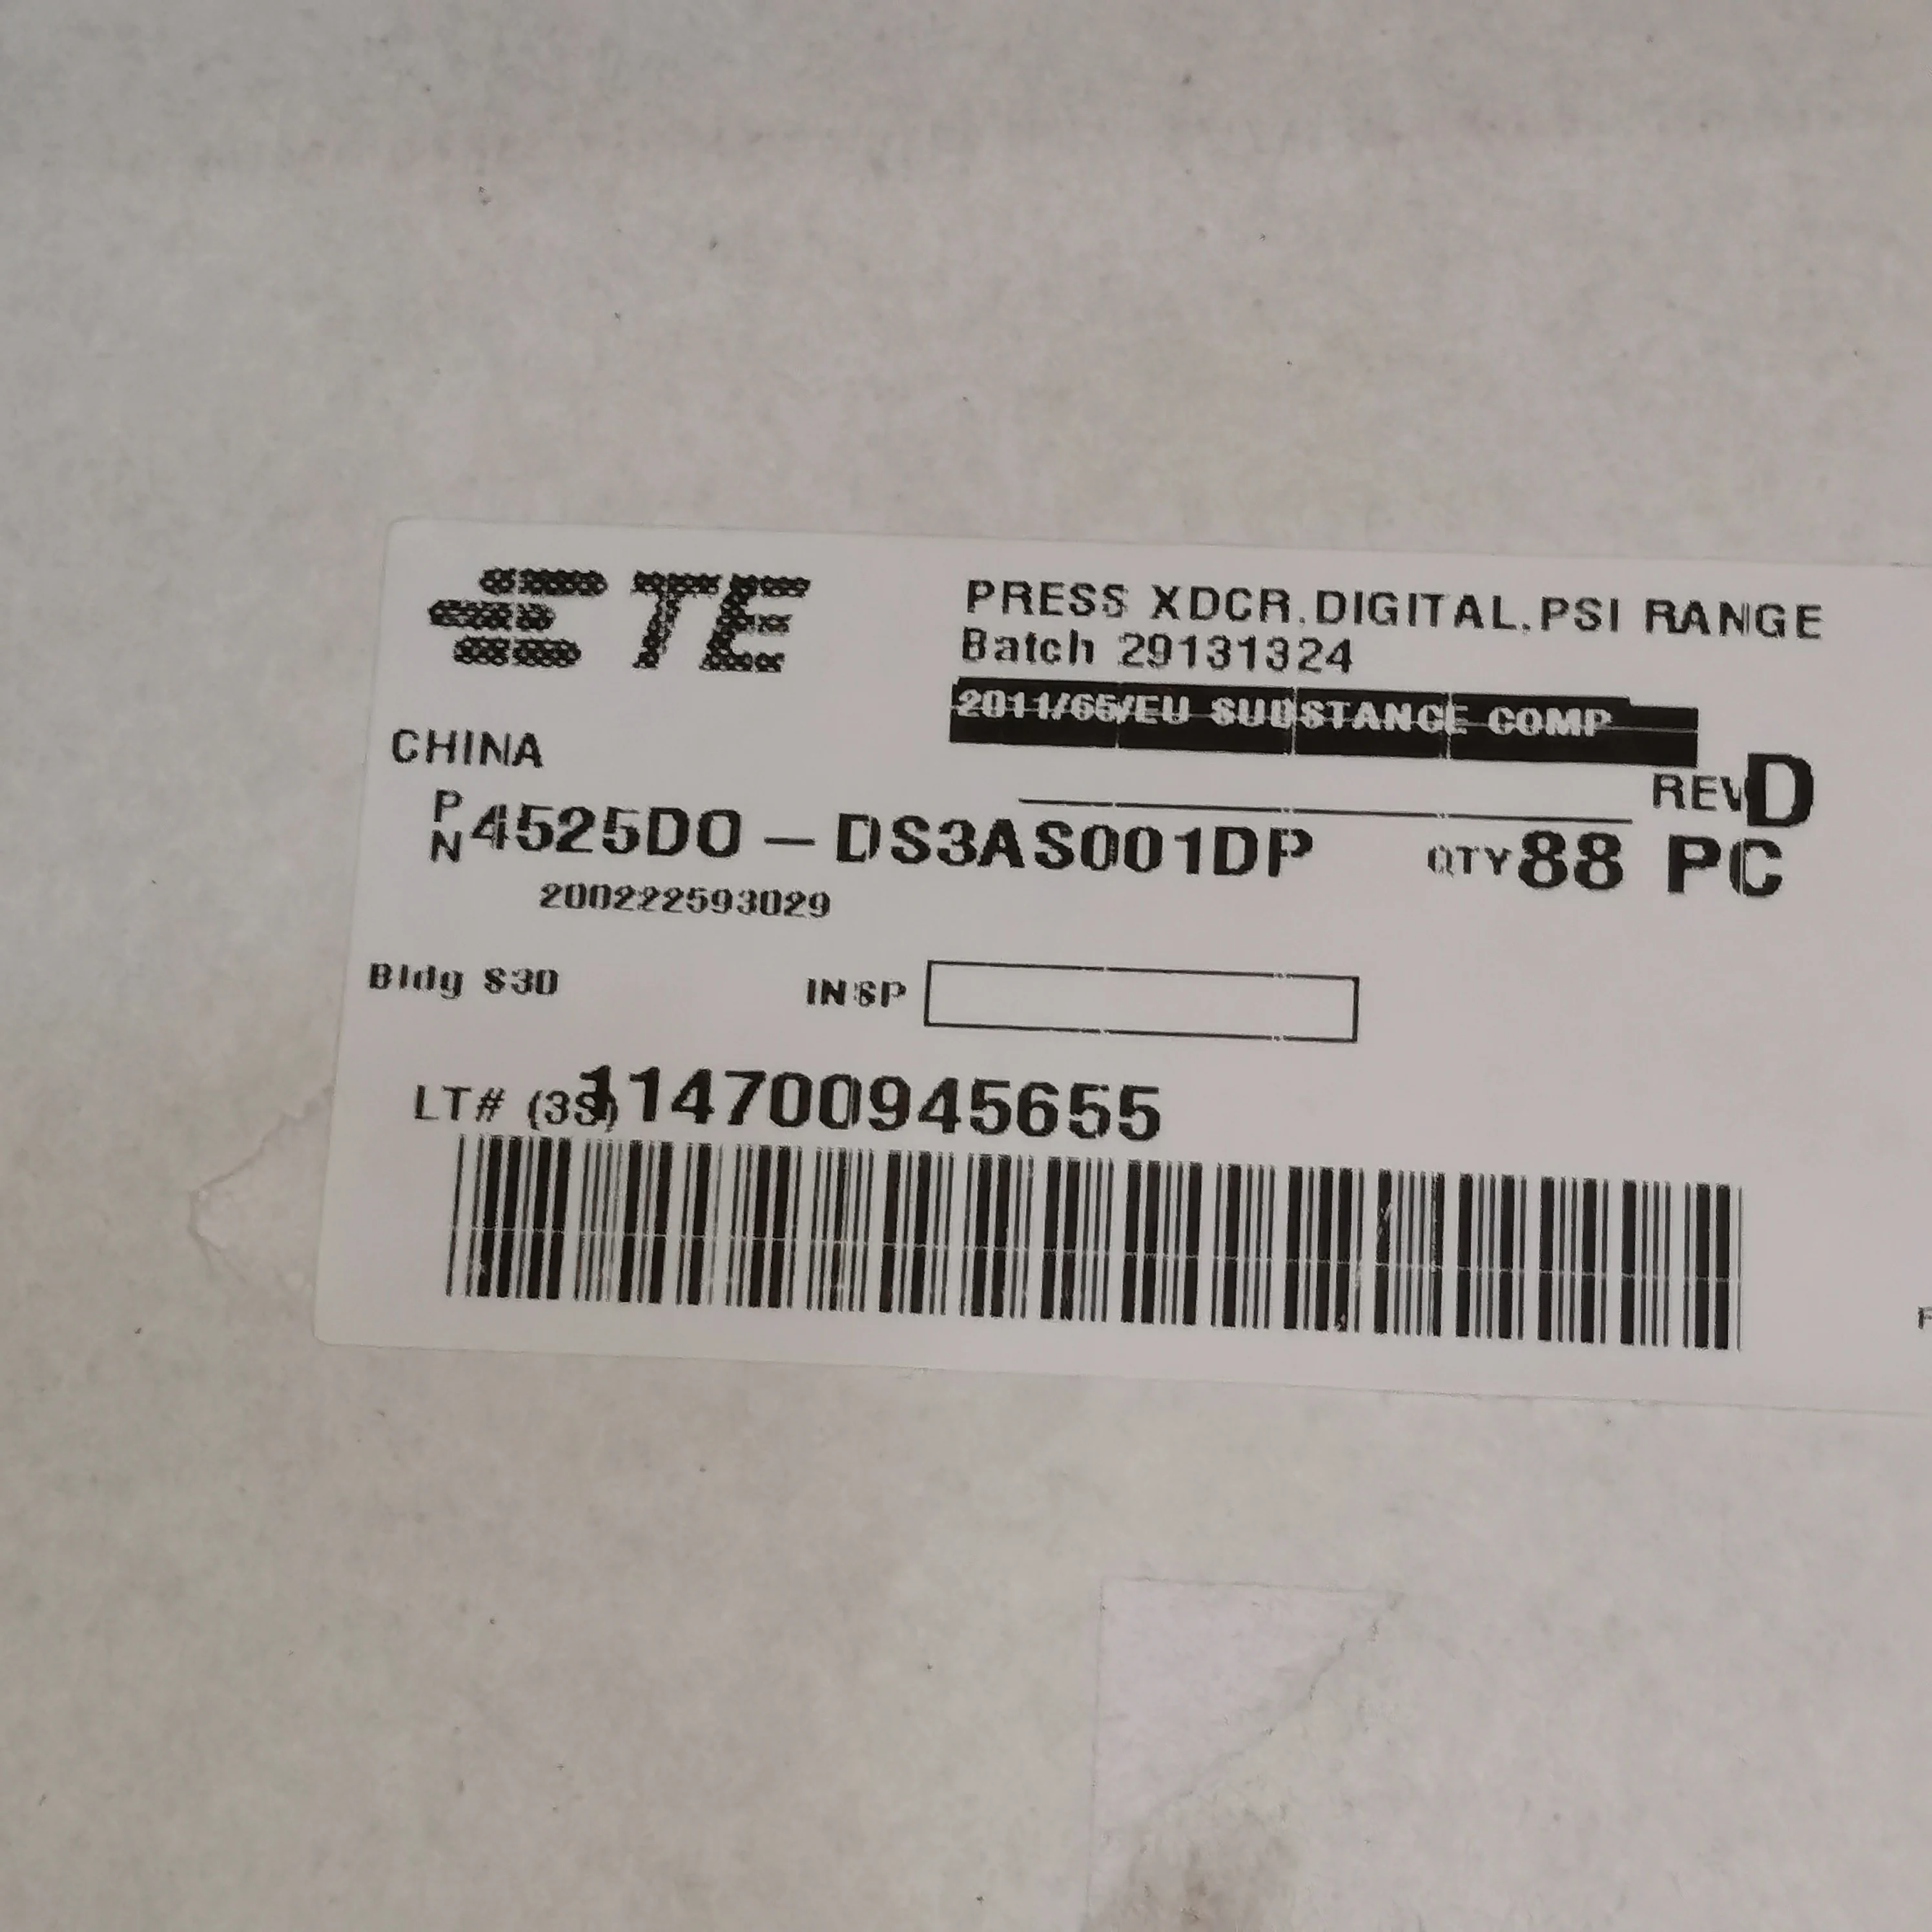 TE
PRESS XDCR.DIGITAL.PSI RANGE
Batch 29131324
2011/65/EU SUBSTANCE COMP
CHINA
REV D
PN 4525DO-DS3AS001DP QTY 88 PC
200222593029
Bldg S30 INSP
LT# (3S) 114700945655